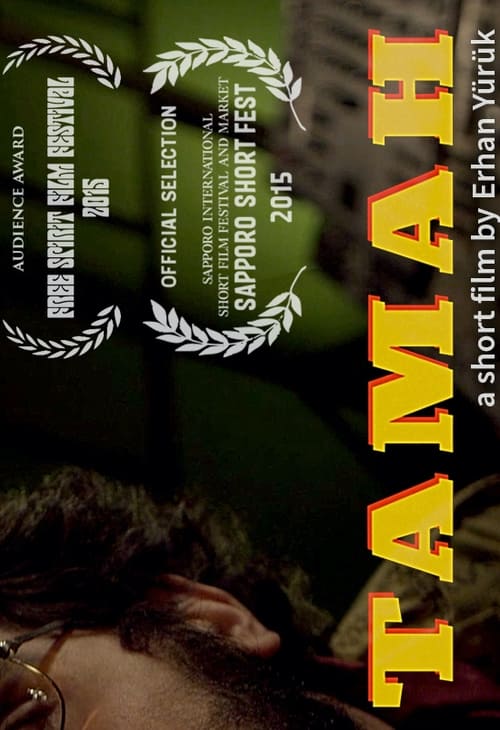 AUDIENCE AWARD
FREE SPIRIT FILM FESTIVAL
2015
OFFICIAL SELECTION
SAPPORO INTERNATIONAL
SHORT FILM FESTIVAL AND MARKET
SAPPORO SHORT FEST
2015
TAMAH
a short film by Erhan Yürük